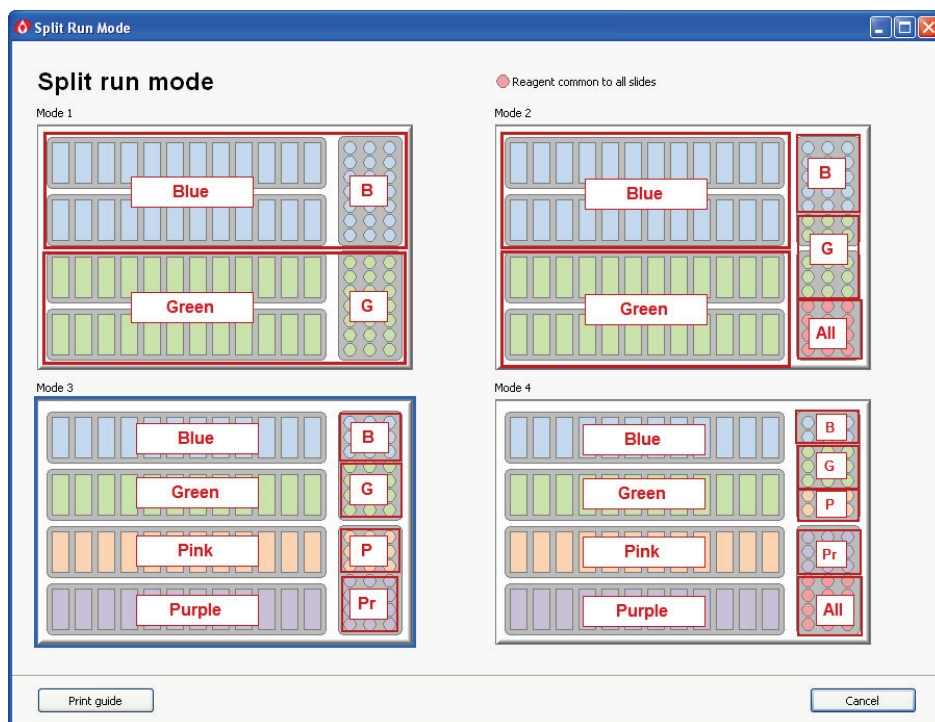 Split Run Mode
Split run mode
Reagent common to all slides
Mode 1
Blue
B
Green
G
Mode 2
Blue
B
G
Green
All
Mode 3
Blue
B
Green
G
Pink
P
Purple
Pr
Mode 4
Blue
B
G
Green
P
Pink
Pr
Purple
All
Print guide
Cancel